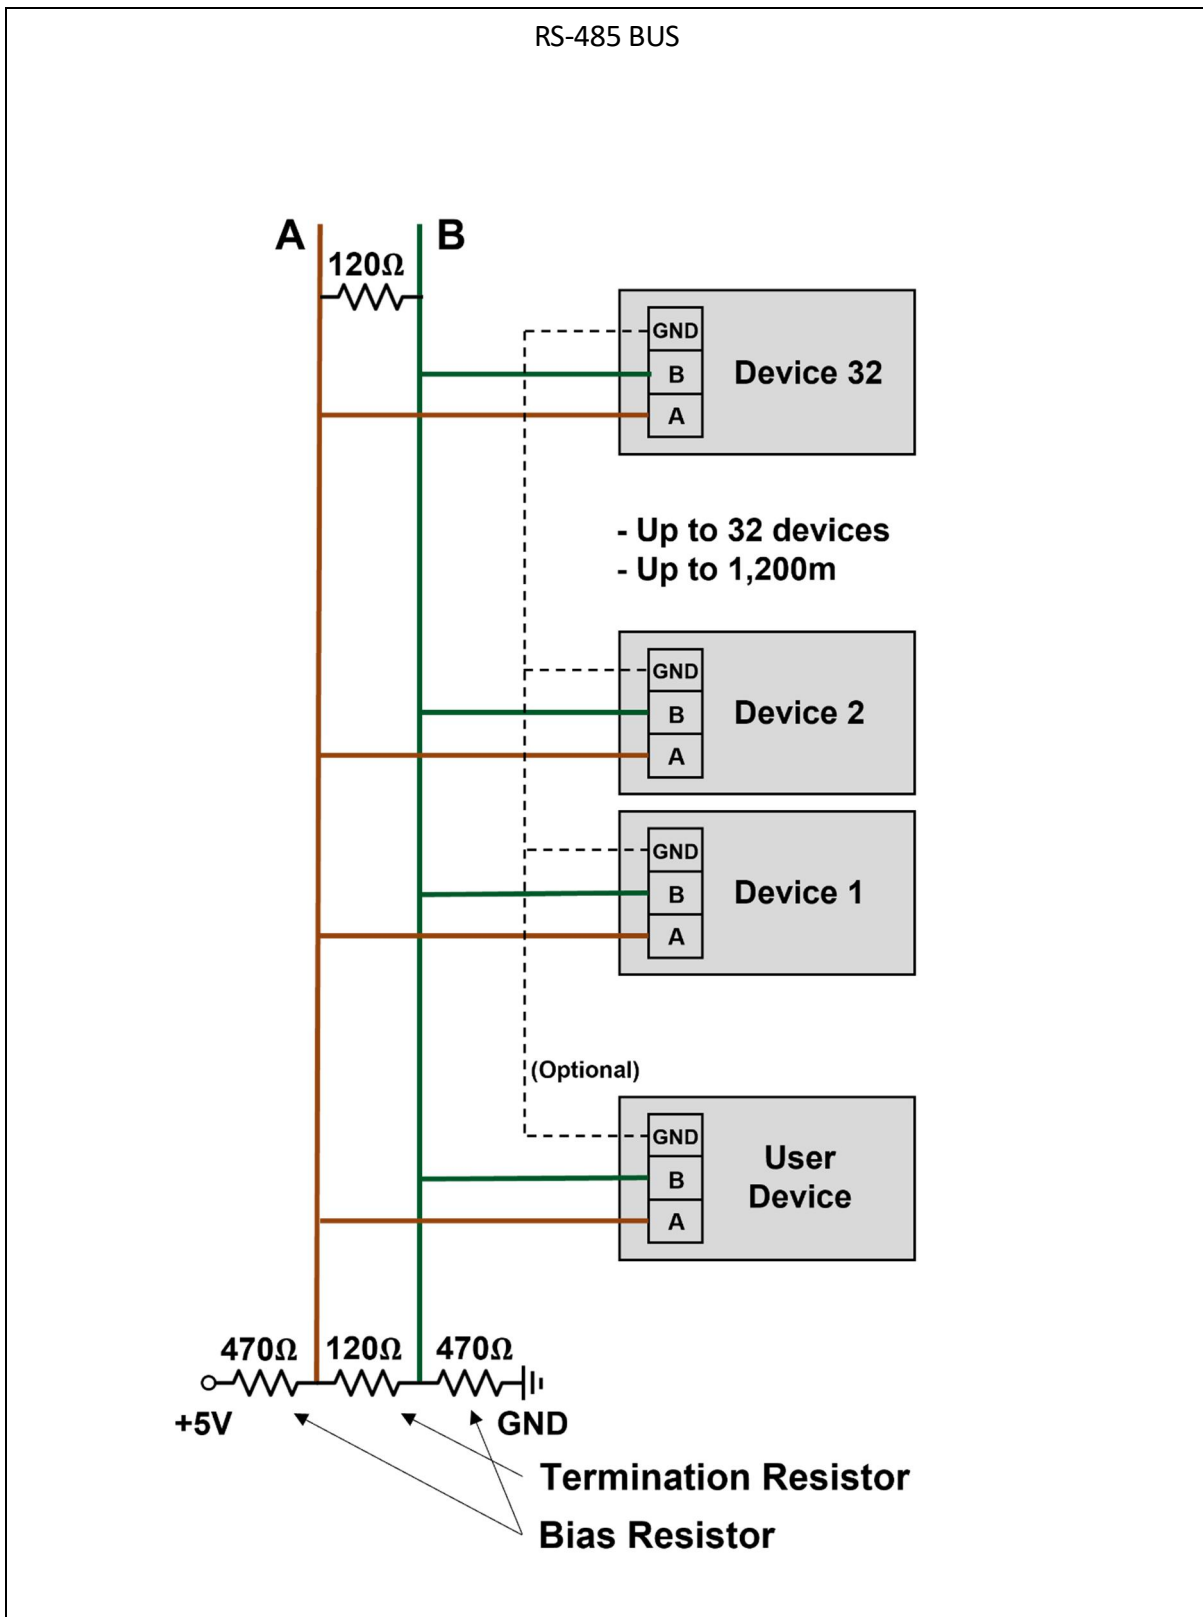 RS-485 BUS
A
B
120Ω
GND
B
A
Device 32
- Up to 32 devices
- Up to 1,200m
GND
B
A
Device 2
GND
B
A
Device 1
(Optional)
GND
B
A
User
Device
470Ω 120Ω 470Ω
+5V
GND
Termination Resistor
Bias Resistor